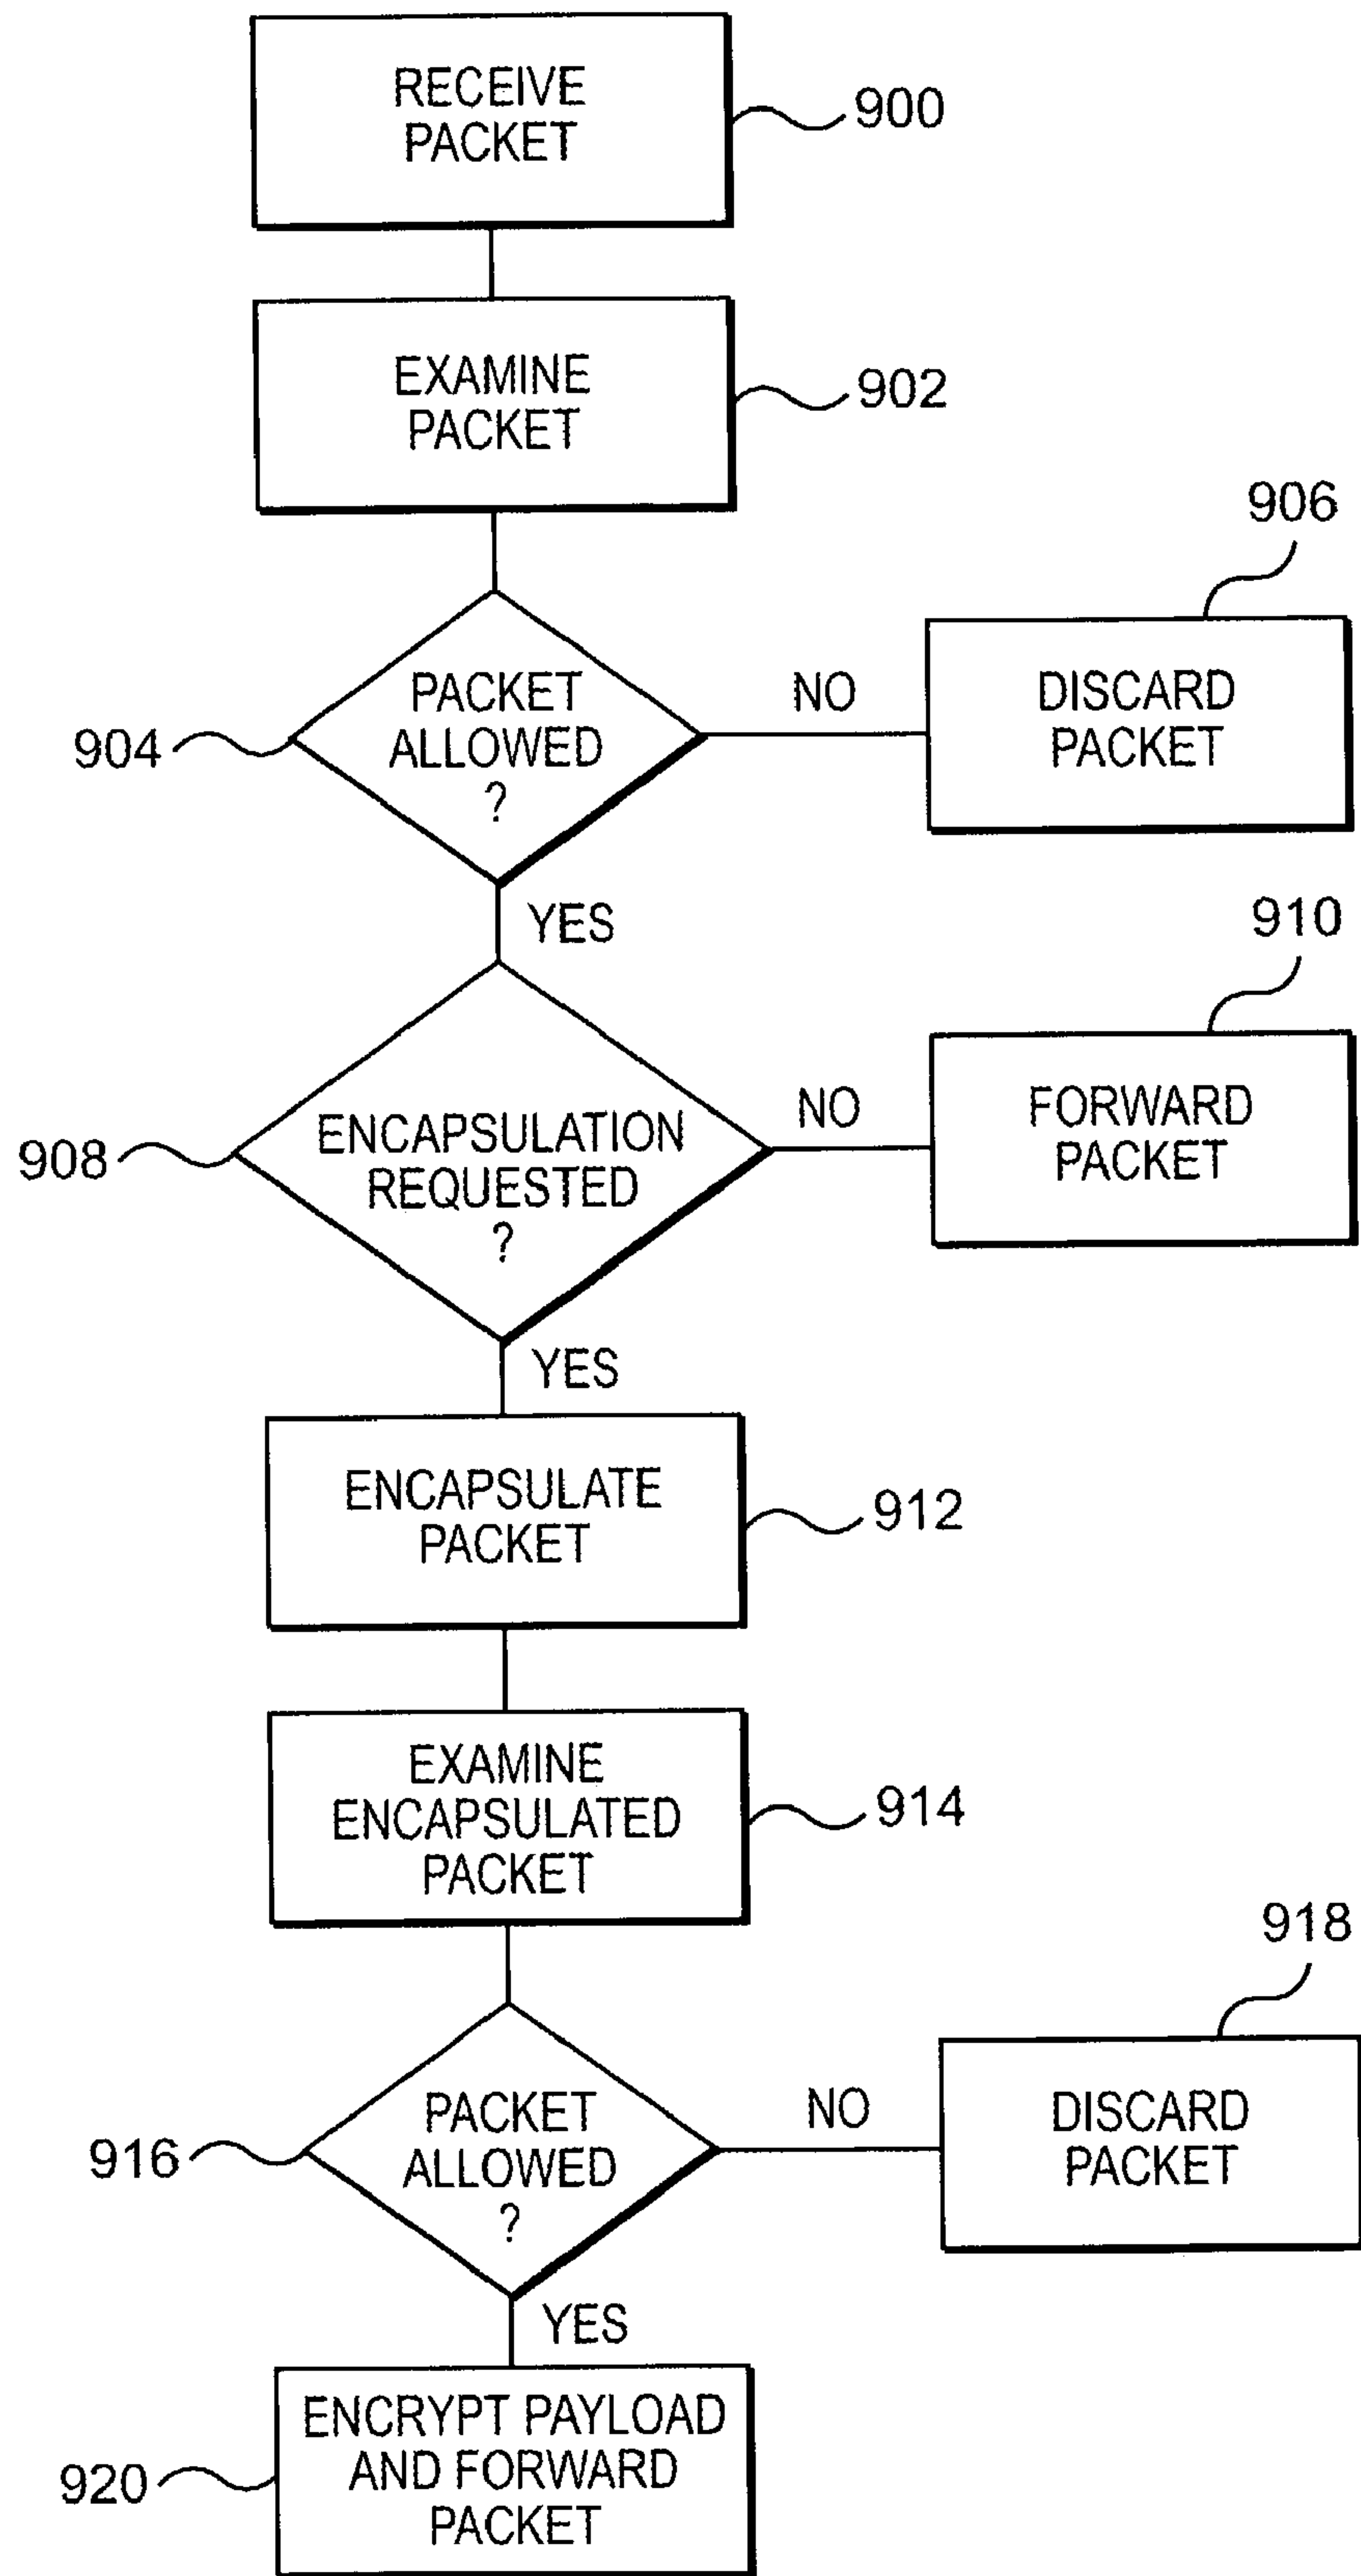 RECEIVE
PACKET
900
EXAMINE
PACKET
902
906
PACKET
ALLOWED
?
904
NO
DISCARD
PACKET
YES
910
ENCAPSULATION
REQUESTED
?
908
NO
FORWARD
PACKET
YES
ENCAPSULATE
PACKET
912
EXAMINE
ENCAPSULATED
PACKET
914
918
PACKET
ALLOWED
?
916
NO
DISCARD
PACKET
YES
ENCRYPT PAYLOAD
AND FORWARD
PACKET
920